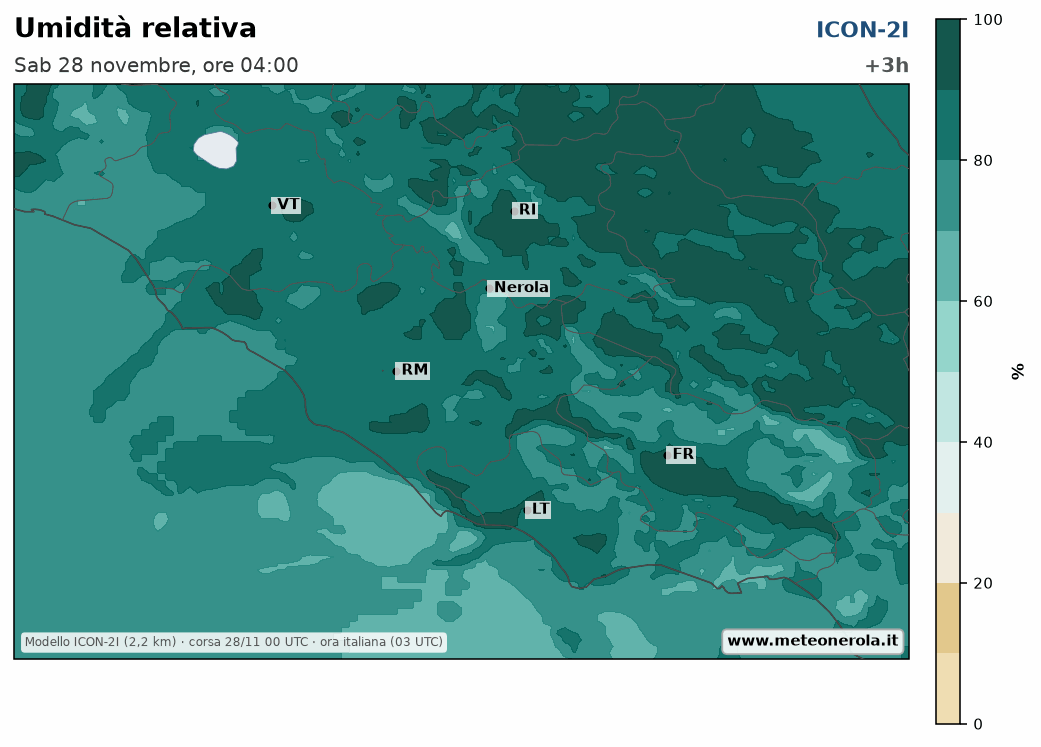 Umidità relativa
ICON-2I
Sab 28 novembre, ore 04:00
+3h
100
80
60
40
20
0
%
VT
RI
Nerola
RM
FR
LT
Modello ICON-2I (2,2 km) · corsa 28/11 00 UTC · ora italiana (03 UTC)
www.meteonerola.it